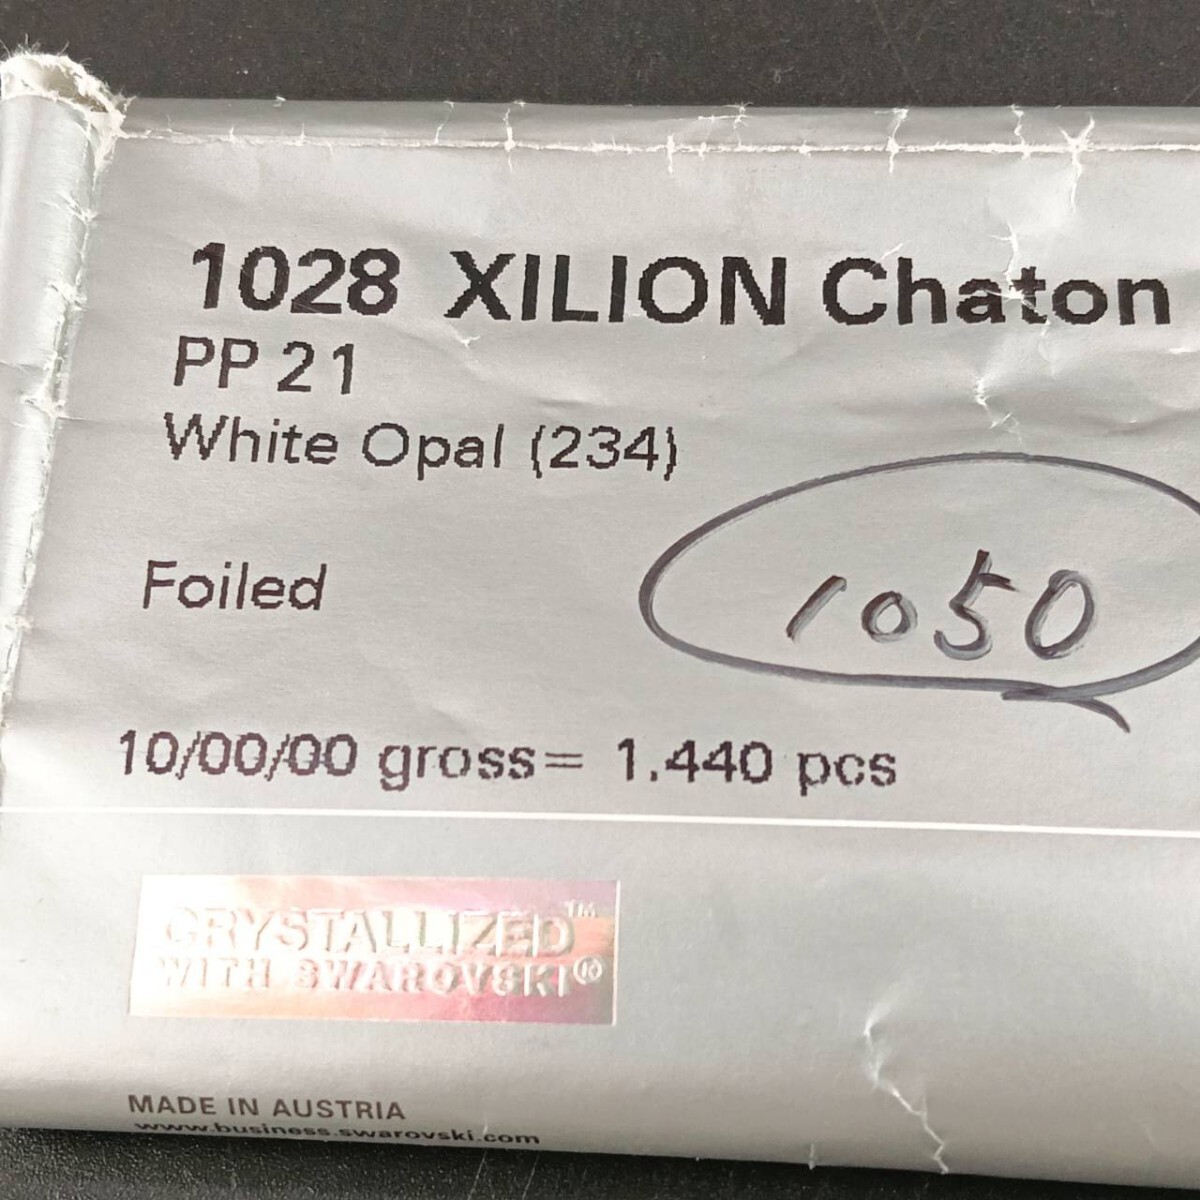 1028 XILION Chaton
PP 21
White Opal (234)
Foiled
1050
10/00/00 gross= 1.440 pcs
CRYSTALLIZED™
WITH SWAROVSKI®
MADE IN AUSTRIA
www.business.swarovski.com